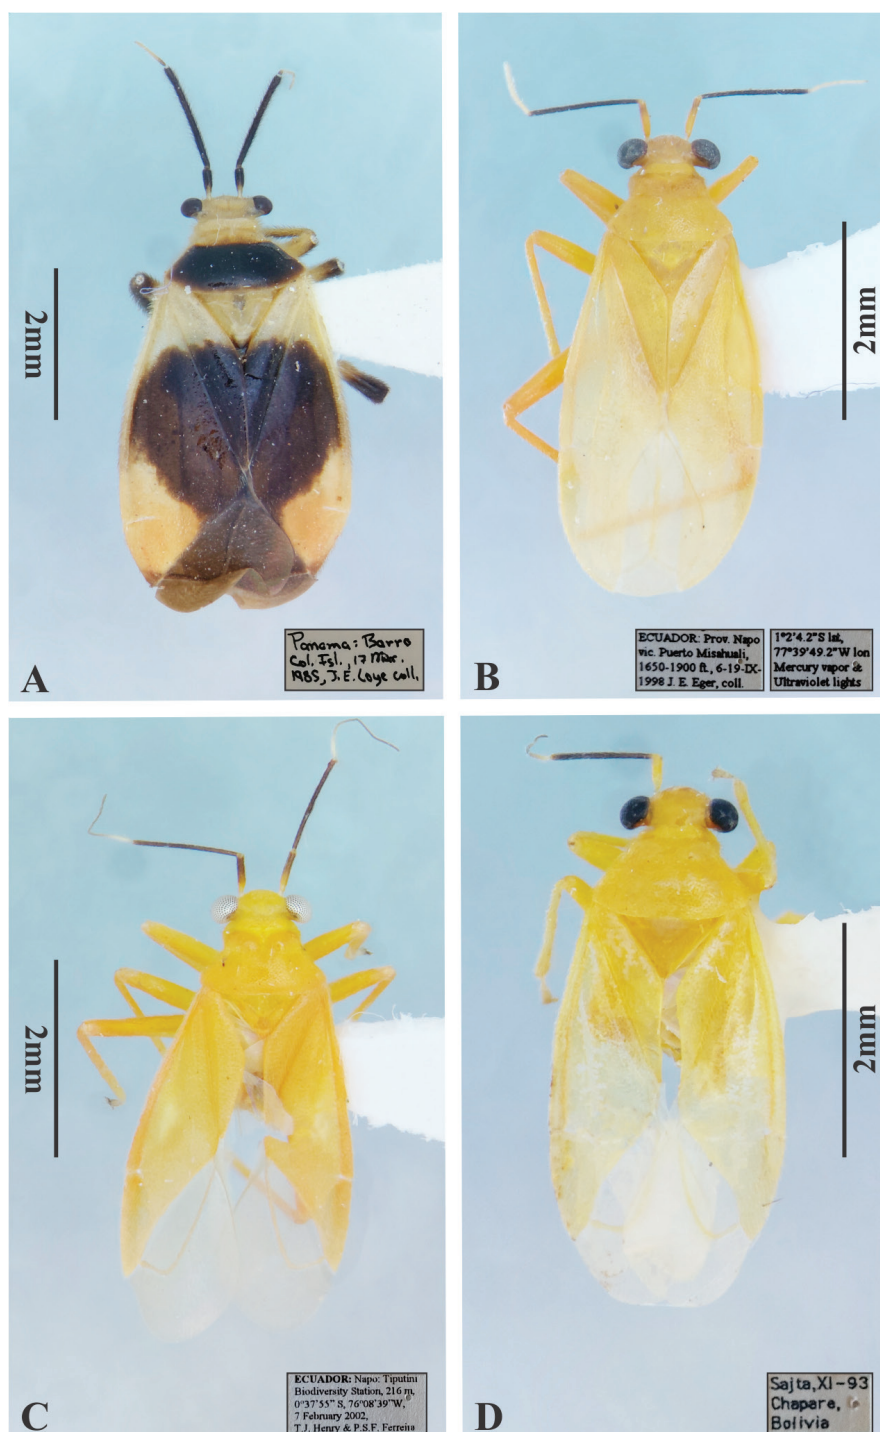 2mm
Panama: Barro
Col. Isl., 17 Mar.
1985, J.E. Loye coll.
A
2mm
ECUADOR: Prov. Napo
vic. Puerto Misahuali,
1650-1900 ft., 6-19-IX-
1998 J. E. Eger, coll.
1°2'4.2"S lat,
77°39'49.2"W lon
Mercury vapor &
Ultraviolet lights
B
2mm
ECUADOR: Napo: Tiputini
Biodiversity Station, 216 m,
0°37'55" S, 76°08'39"W,
7 February 2002,
T.J. Henry & P.S.F. Ferreira
C
2mm
Sajta, XI-93
Chapare,
Bolivia
D